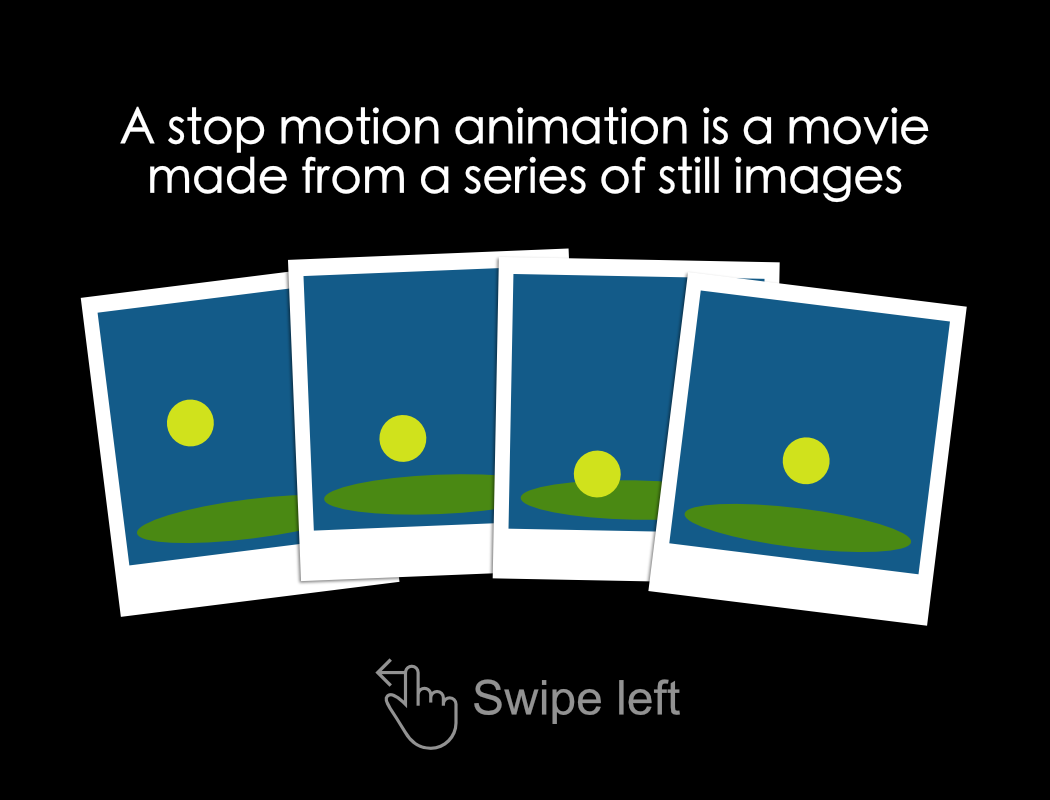 A stop motion animation is a movie
made from a series of still images
Swipe left